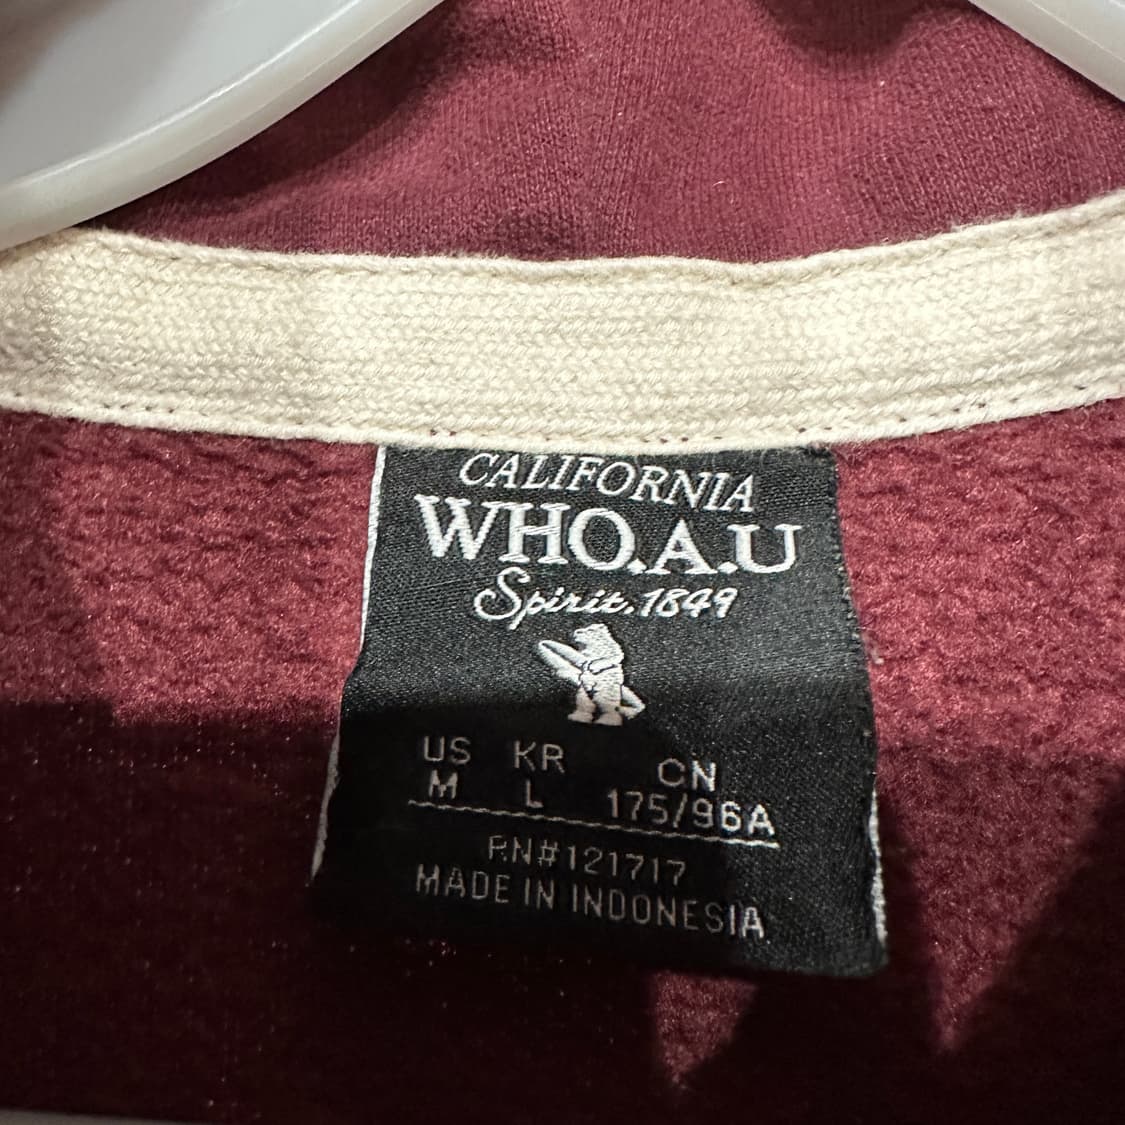 CALIFORNIA
WHO.A.U
Spirit.1849
US KR CN
M L 175/96A
RN#121717
MADE IN INDONESIA